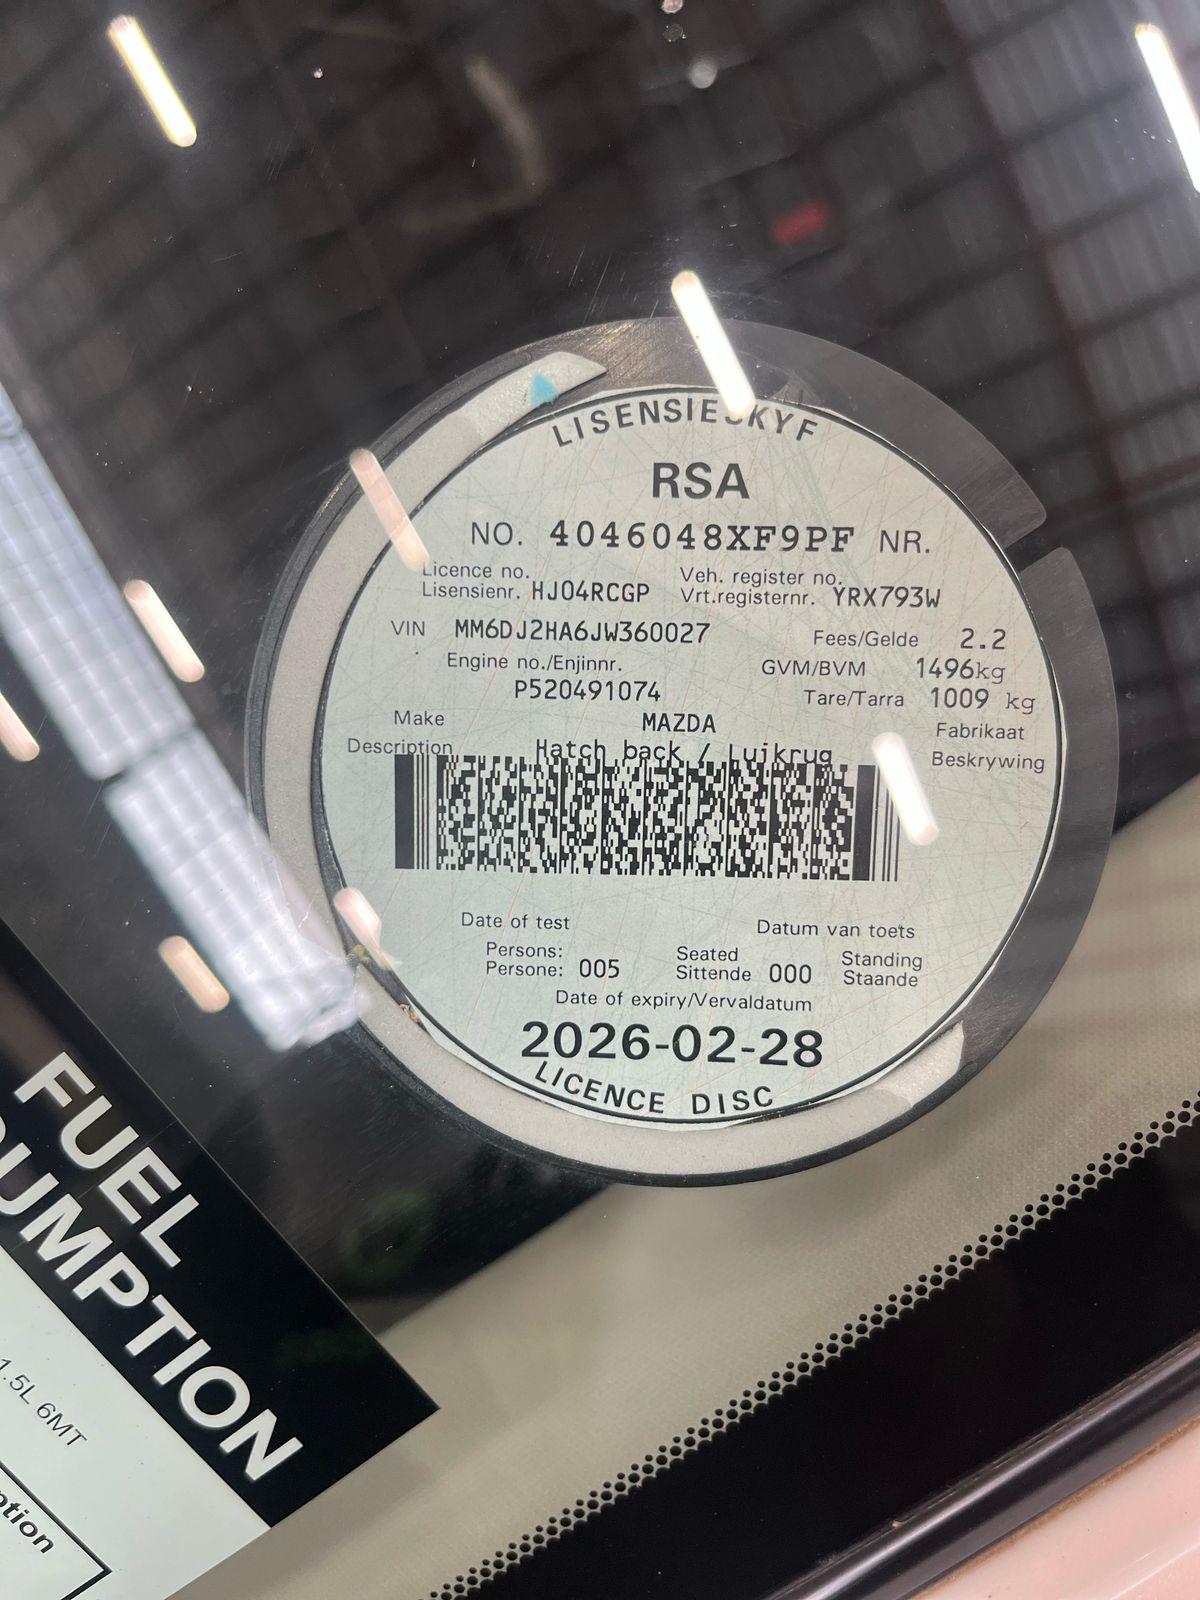 LISENSIESKYF
RSA
NO. 4046048XF9PF NR.
Licence no. Veh. register no.
Lisensienr. HJ04RCGP Vrt.registernr. YRX793W
VIN MM6DJ2HA6JW360027 Fees/Gelde 2.2
Engine no./Enjinnr. GVM/BVM 1496kg
P520491074 Tare/Tarra 1009 kg
Make MAZDA Fabrikaat
Description Hatch back / Luikrug Beskrywing
Date of test Datum van toets
Persons: Seated Standing
Persone: 005 Sittende 000 Staande
Date of expiry/Vervaldatum
2026-02-28
LICENCE DISC
FUEL
1.5L 6MT